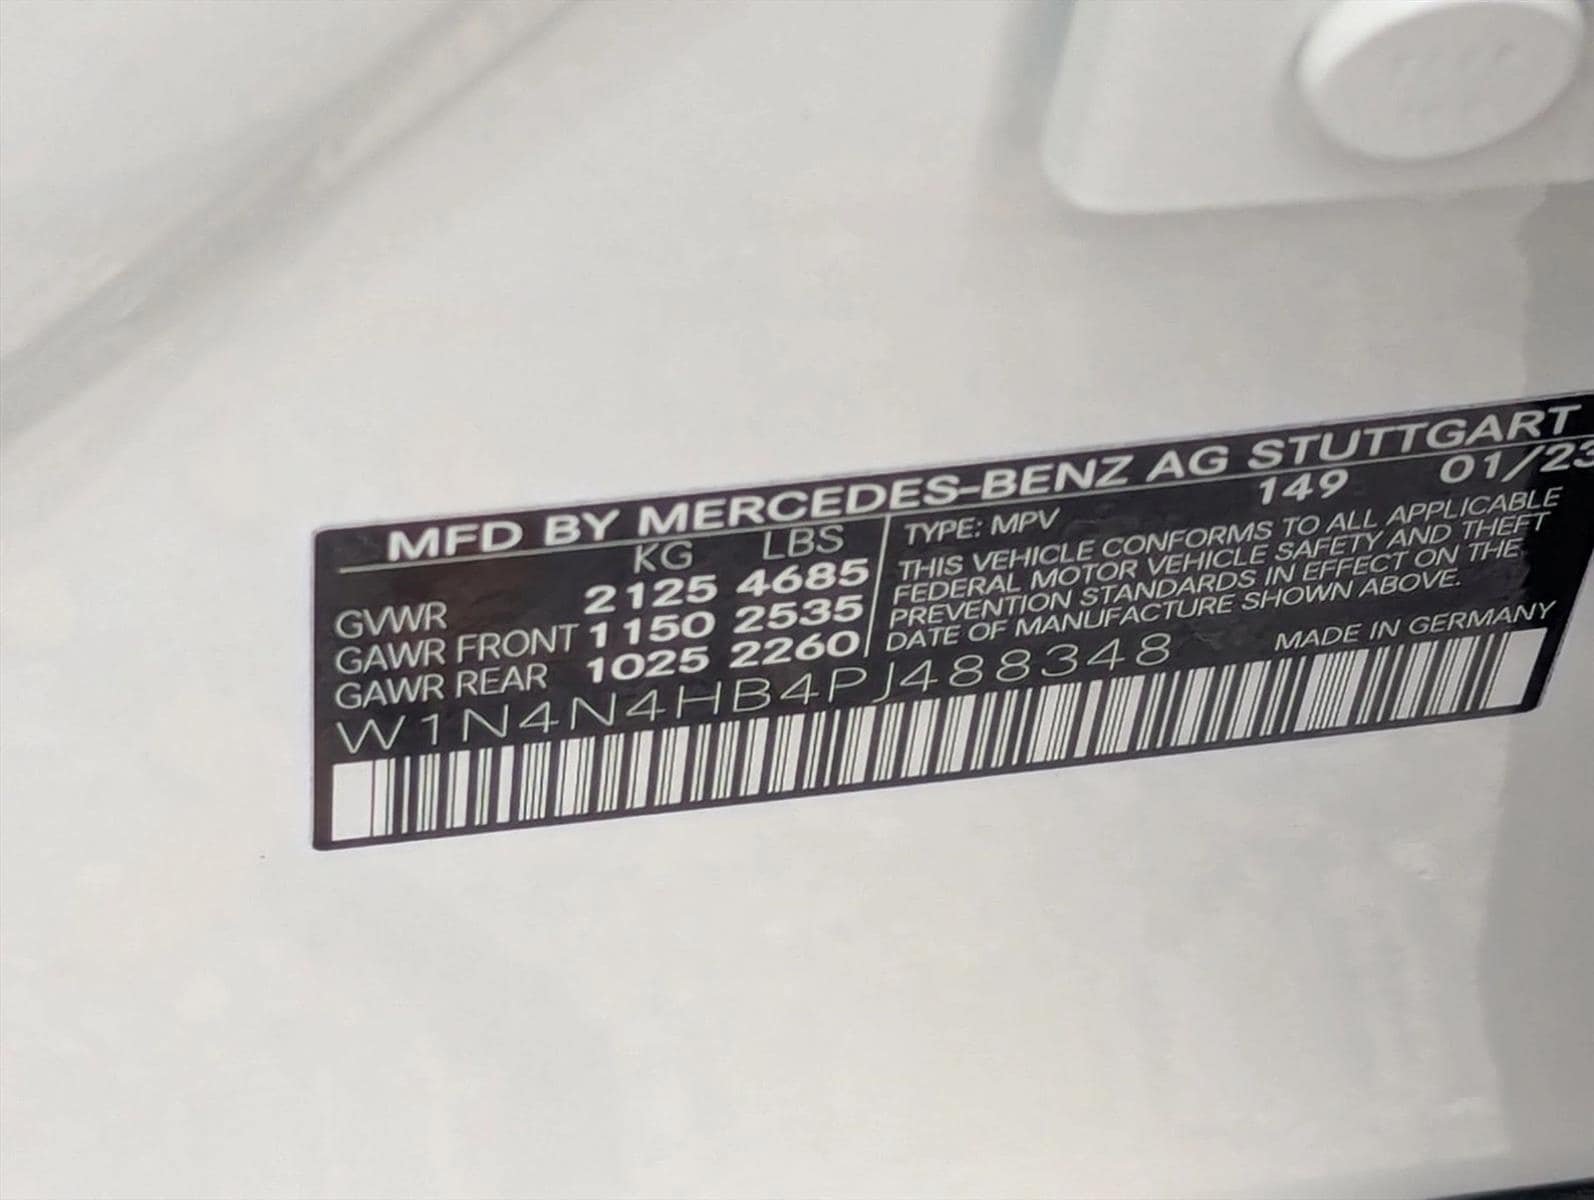 MFD BY MERCEDES-BENZ AG STUTTGART
KG LBS TYPE: MPV 149 01/23
GVWR 2125 4685 THIS VEHICLE CONFORMS TO ALL APPLICABLE
GAWR FRONT 1150 2535 FEDERAL MOTOR VEHICLE SAFETY AND THEFT
GAWR REAR 1025 2260 PREVENTION STANDARDS IN EFFECT ON THE
DATE OF MANUFACTURE SHOWN ABOVE.
W1N4N4HB4PJ488348 MADE IN GERMANY